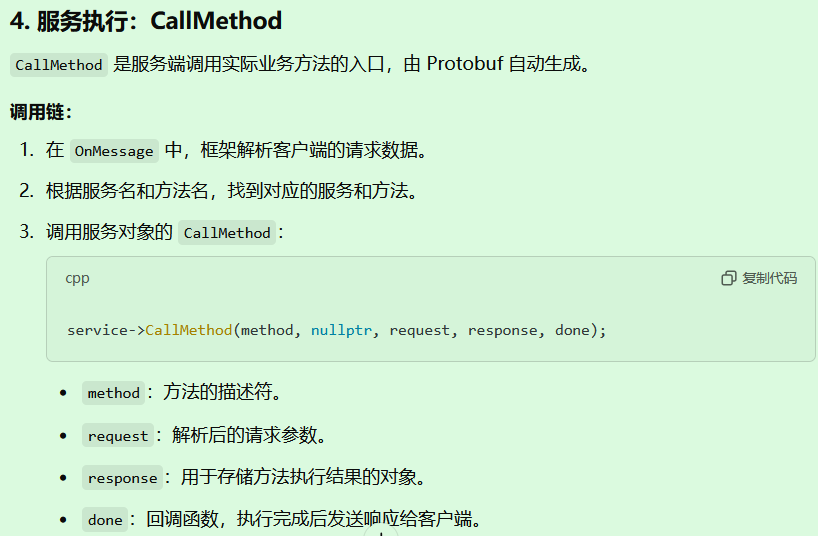 4. 服务执行：CallMethod
CallMethod 是服务端调用实际业务方法的入口，由 Protobuf 自动生成。
调用链：
1. 在 OnMessage 中，框架解析客户端的请求数据。
2. 根据服务名和方法名，找到对应的服务和方法。
3. 调用服务对象的 CallMethod：
cpp 复制代码
service->CallMethod(method, nullptr, request, response, done);
• method：方法的描述符。
• request：解析后的请求参数。
• response：用于存储方法执行结果的对象。
• done：回调函数，执行完成后发送响应给客户端。